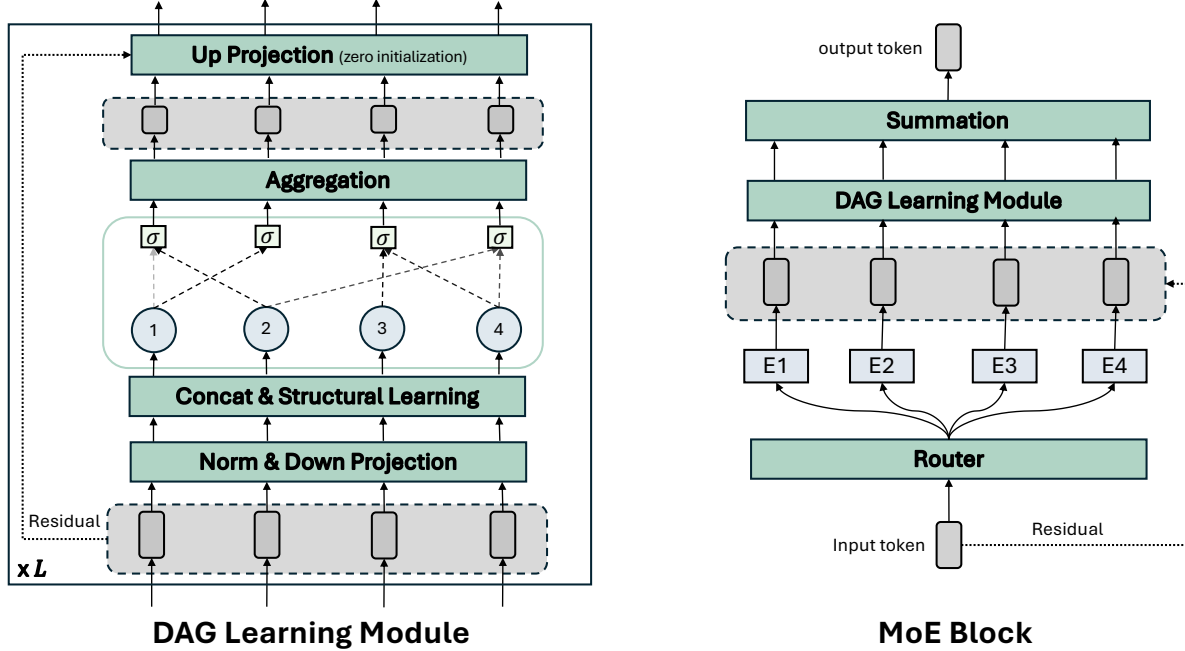 Up Projection (zero initialization)
Aggregation
σ σ σ σ
1 2 3 4
Concat & Structural Learning
Norm & Down Projection
Residual
x L
DAG Learning Module
output token
Summation
DAG Learning Module
E1 E2 E3 E4
Router
Input token
Residual
MoE Block